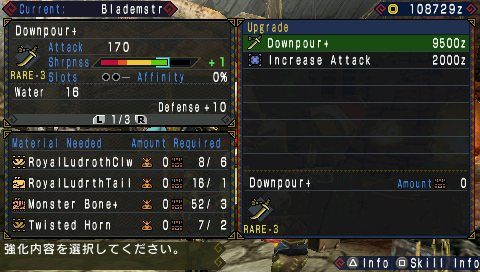 Current: Blademstr
108729z
Downpour+
Attack 170
Shrpnss +1
RARE-3
Slots ○○― Affinity 0%
Water 16
Defense+10
L 1/3 R
Upgrade
Downpour+ 9500z
Increase Attack 2000z
Material Needed Amount Required
RoyalLudrothClw 0 8/ 6
RoyalLudrthTail 0 16/ 1
Monster Bone+ 0 52/ 3
Twisted Horn 0 7/ 2
Downpour+ Amount 0
RARE-3
強化内容を選択してください。
△ Info □ Skill Info